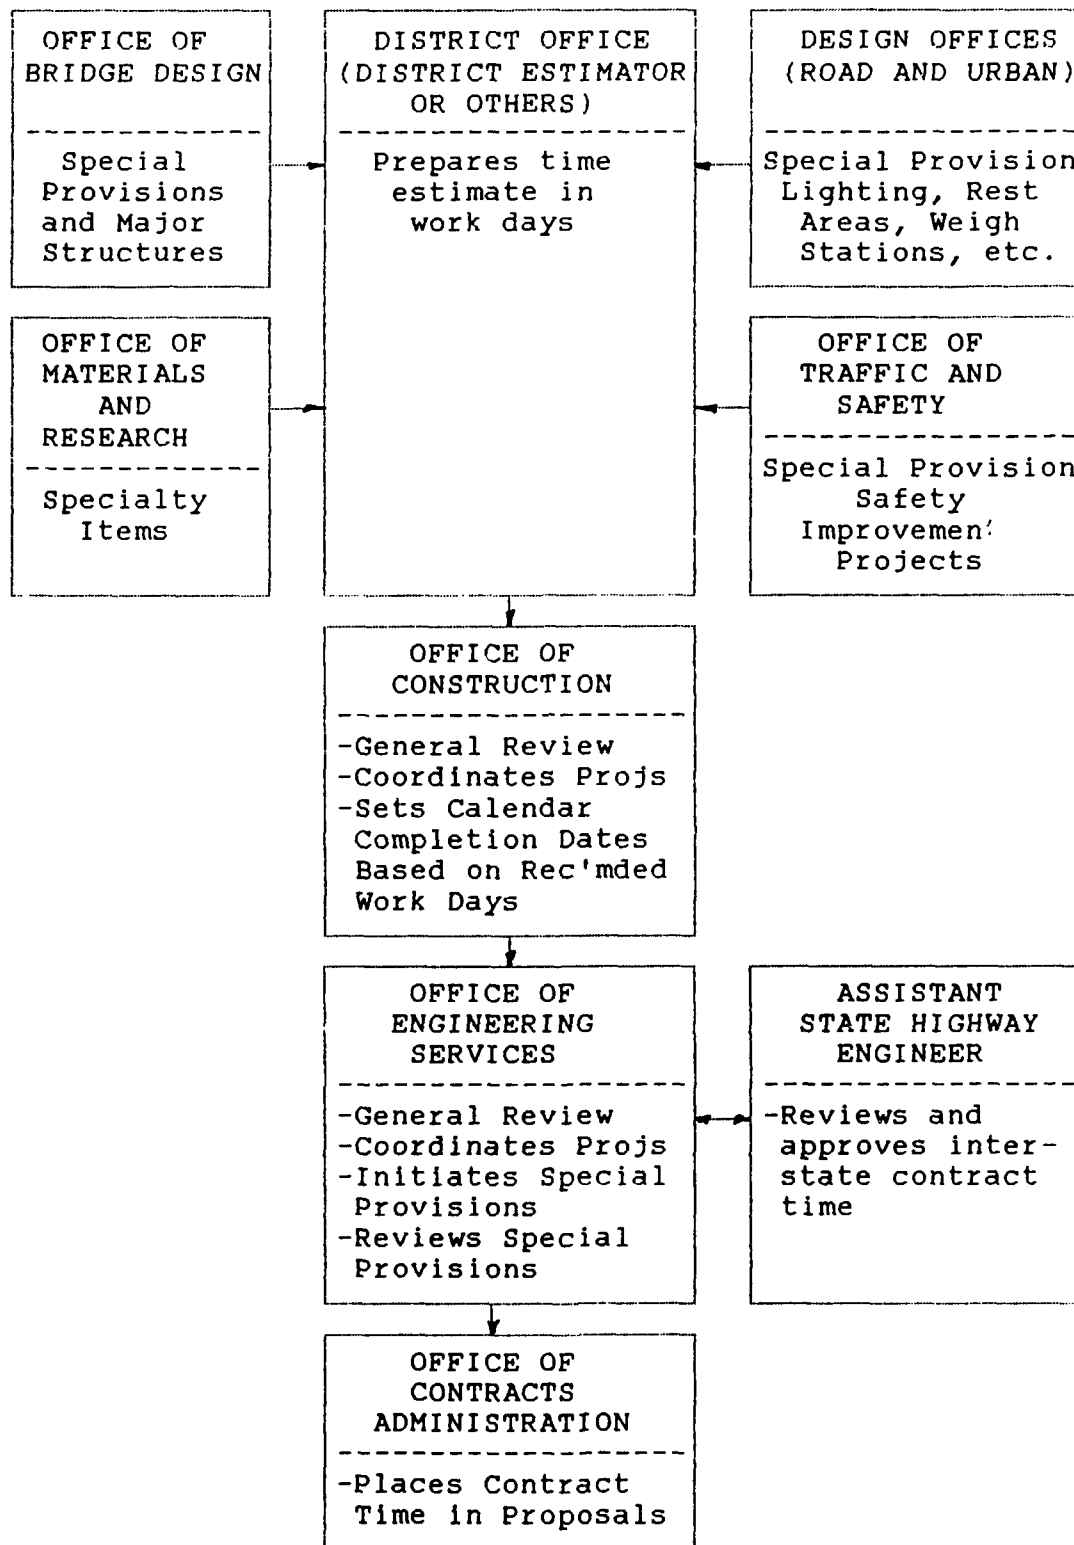 OFFICE OF
BRIDGE DESIGN
Special
Provisions
and Major
Structures
DISTRICT OFFICE
(DISTRICT ESTIMATOR
OR OTHERS)
Prepares time
estimate in
work days
DESIGN OFFICES
(ROAD AND URBAN)
Special Provision
Lighting, Rest
Areas, Weigh
Stations, etc.
OFFICE OF
MATERIALS
AND
RESEARCH
Specialty
Items
OFFICE OF
TRAFFIC AND
SAFETY
Special Provision
Safety
Improvemen
Projects
OFFICE OF
CONSTRUCTION
-General Review
-Coordinates Projs
-Sets Calendar
Completion Dates
Based on Rec'mded
Work Days
OFFICE OF
ENGINEERING
SERVICES
-General Review
-Coordinates Projs
-Initiates Special
Provisions
-Reviews Special
Provisions
ASSISTANT
STATE HIGHWAY
ENGINEER
-Reviews and
approves inter-
state contract
time
OFFICE OF
CONTRACTS
ADMINISTRATION
-Places Contract
Time in Proposals